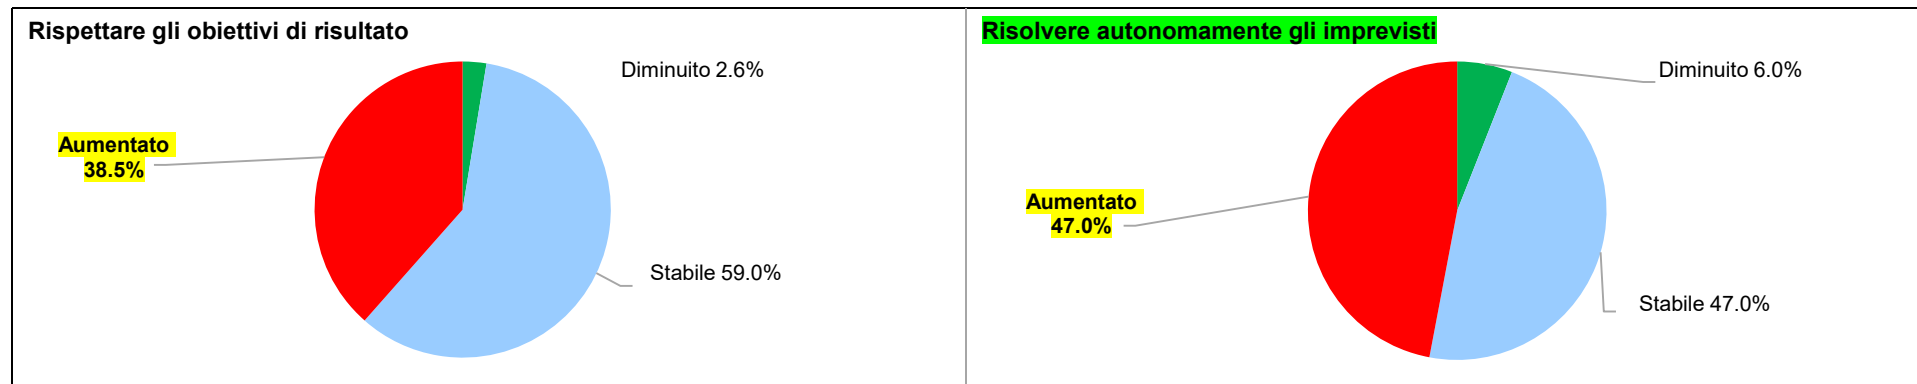 Rispettare gli obiettivi di risultato
Diminuito 2.6%
Aumentato
38.5%
Stabile 59.0%
Risolvere autonomamente gli imprevisti
Diminuito 6.0%
Aumentato
47.0%
Stabile 47.0%